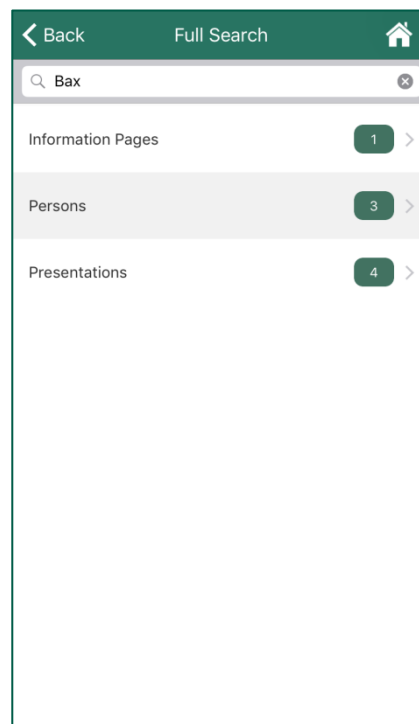 Back Full Search
Bax
Information Pages 1
Persons 3
Presentations 4